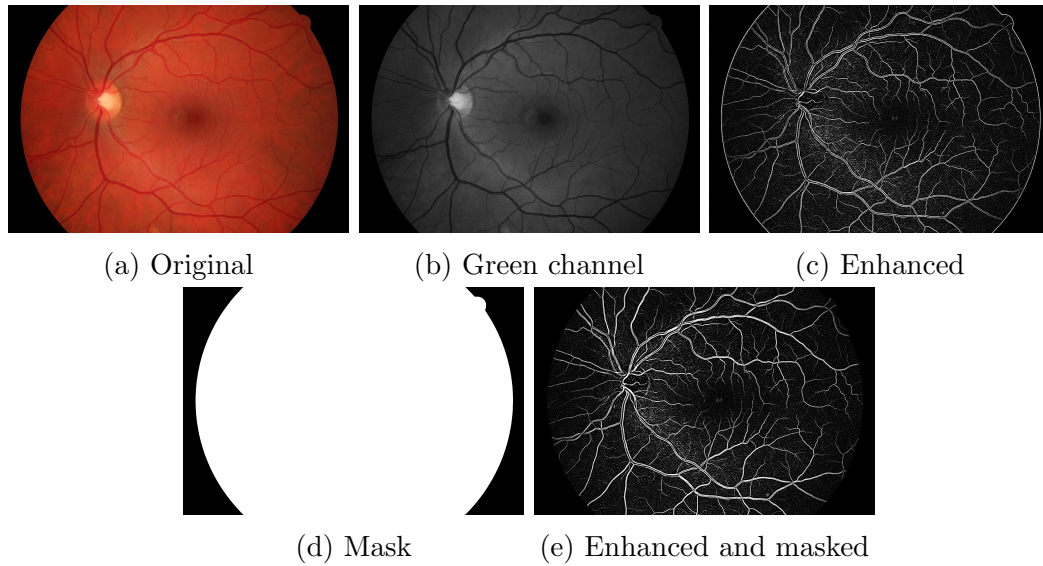 (a) Original
(b) Green channel
(c) Enhanced
(d) Mask
(e) Enhanced and masked